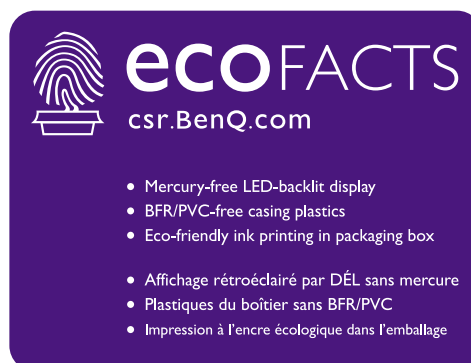 ecoFACTS
csr.BenQ.com
• Mercury-free LED-backlit display
• BFR/PVC-free casing plastics
• Eco-friendly ink printing in packaging box
• Affichage rétroéclairé par DÉL sans mercure
• Plastiques du boîtier sans BFR/PVC
• Impression à l'encre écologique dans l'emballage